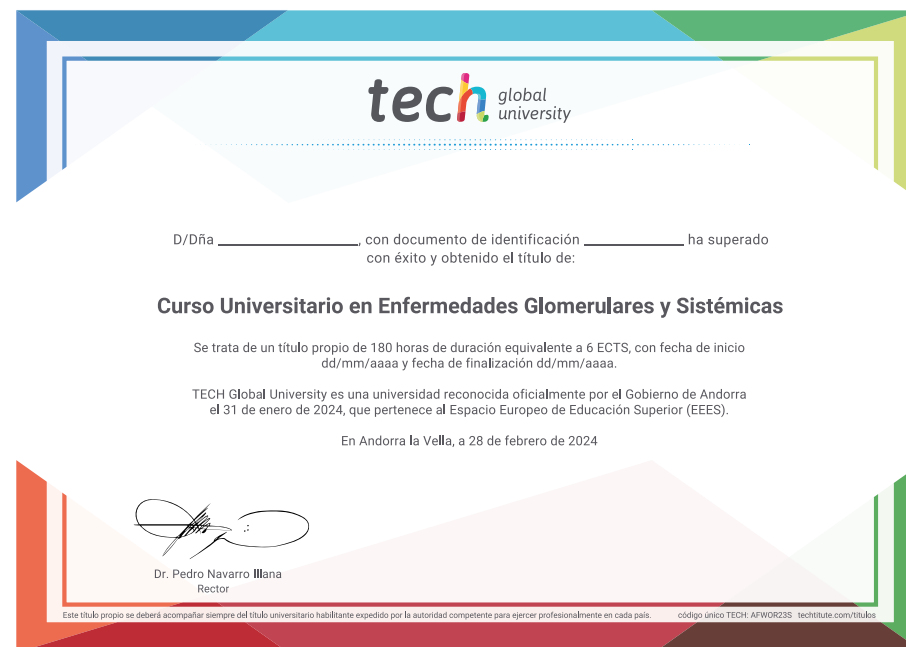 tech global university
D/Dña ____________________, con documento de identificación ______________ ha superado
con éxito y obtenido el título de:
Curso Universitario en Enfermedades Glomerulares y Sistémicas
Se trata de un título propio de 180 horas de duración equivalente a 6 ECTS, con fecha de inicio
dd/mm/aaaa y fecha de finalización dd/mm/aaaa.
TECH Global University es una universidad reconocida oficialmente por el Gobierno de Andorra
el 31 de enero de 2024, que pertenece al Espacio Europeo de Educación Superior (EEES).
En Andorra la Vella, a 28 de febrero de 2024
Dr. Pedro Navarro Illana
Rector
Este título propio se deberá acompañar siempre del título universitario habilitante expedido por la autoridad competente para ejercer profesionalmente en cada país. código único TECH: AFWOR23S techtitute.com/titulos